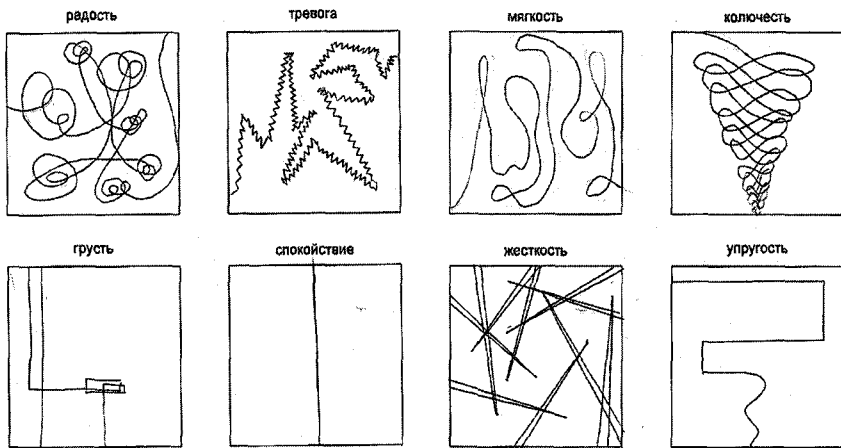 радость
тревога
мягкость
колючесть
грусть
спокойствие
жесткость
упругость